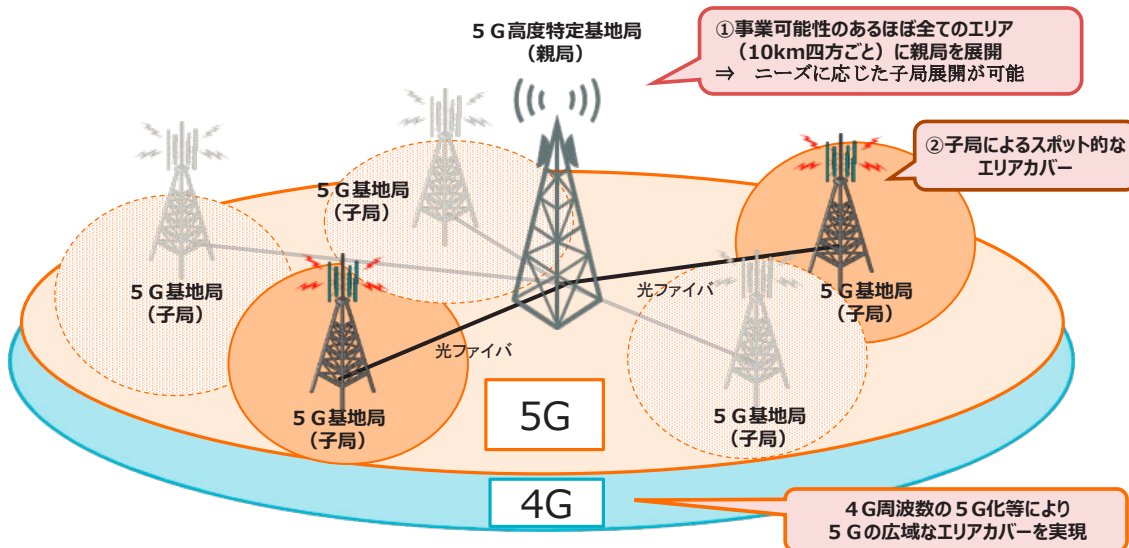 ５Ｇ高度特定基地局
（親局）
①事業可能性のあるほぼ全てのエリア
（10km四方ごと）に親局を展開
⇒　ニーズに応じた子局展開が可能
②子局によるスポット的な
エリアカバー
５Ｇ基地局
（子局）
５Ｇ基地局
（子局）
光ファイバ
５Ｇ基地局
（子局）
光ファイバ
５Ｇ基地局
（子局）
５Ｇ基地局
（子局）
5G
4G
４Ｇ周波数の５Ｇ化等により
５Ｇの広域なエリアカバーを実現